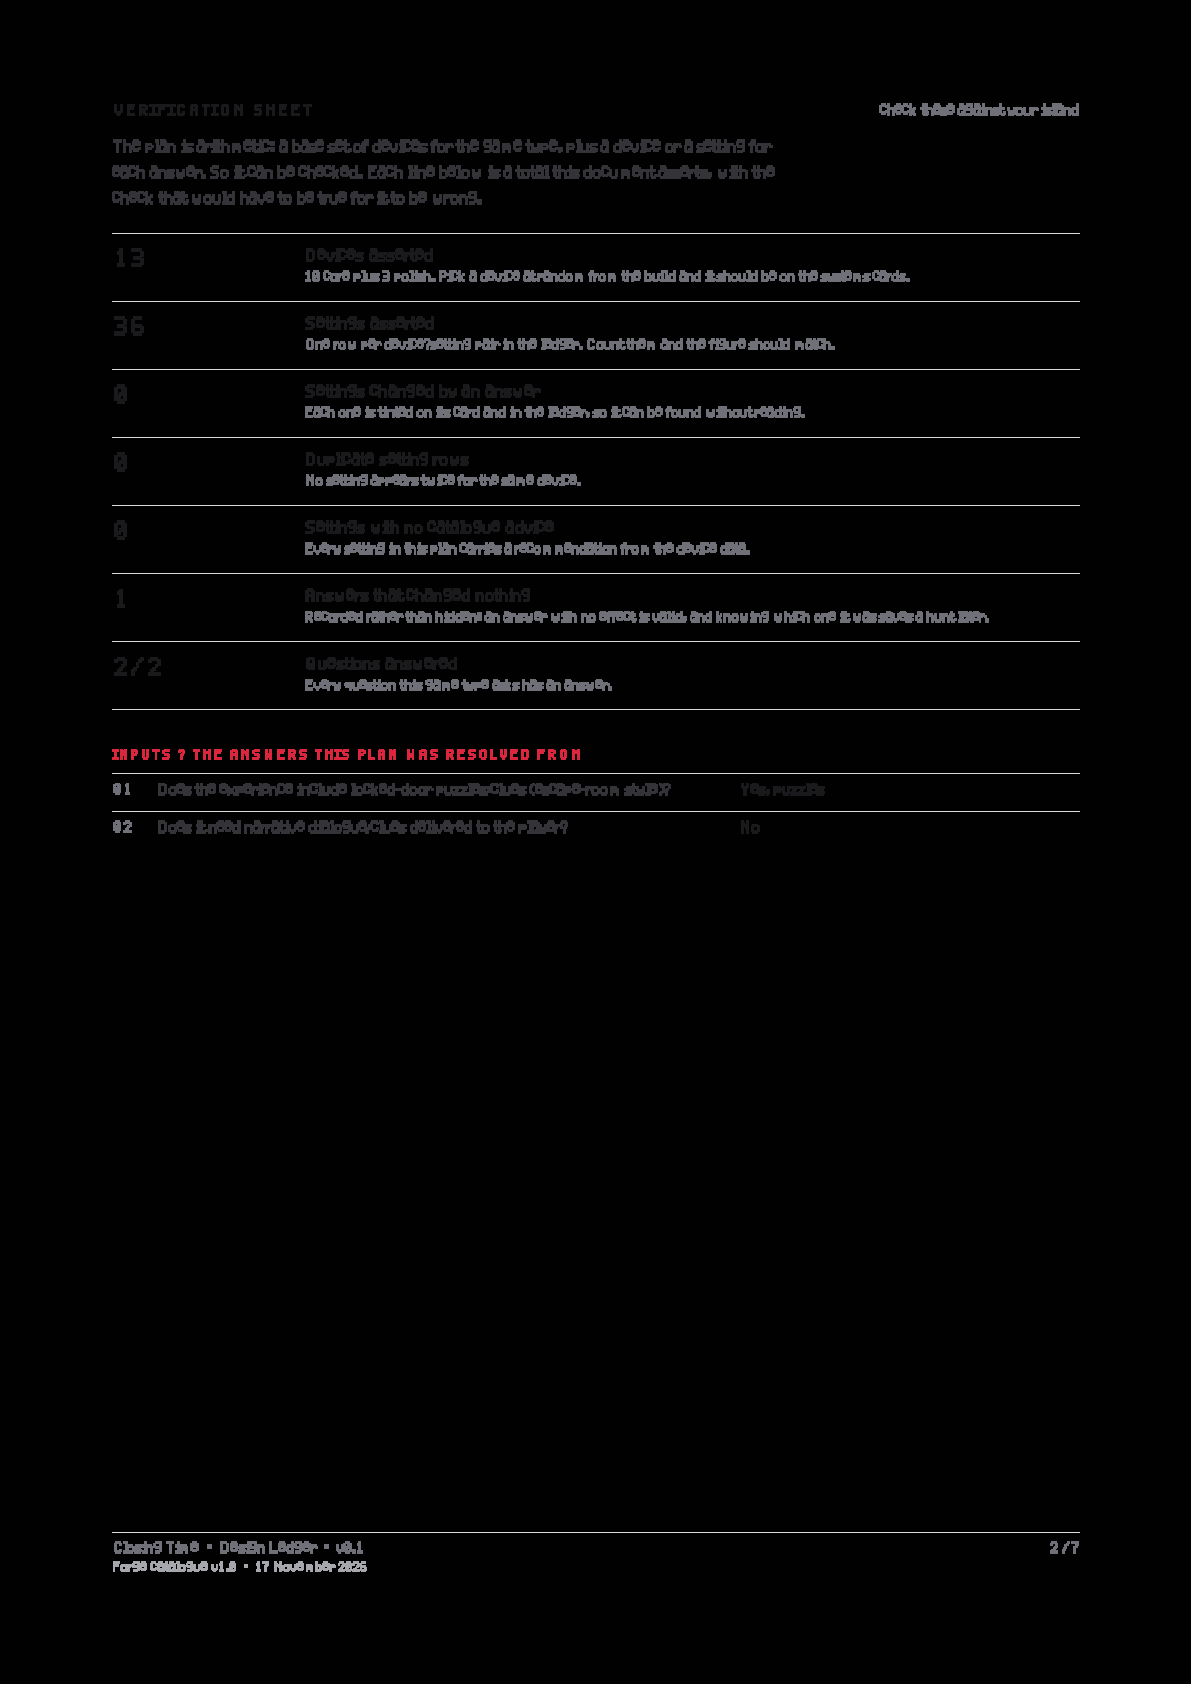 VERIFICATION SHEET
Check these against your island
The plan is arithmetic: a base set of devices for the game type, plus a device or a setting for
each answer. So it can be checked. Each line below is a total this document asserts, with the
check that would have to be true for it to be wrong.
13
Devices asserted
10 Core plus 3 Polish. Pick a device at random from the build and it should be on the systems cards.
36
Settings asserted
One row per device?setting pair in the ledger. Count them and the figure should match.
0
Settings changed by an answer
Each one is tinted on its card and in the ledger, so it can be found without reading.
0
Duplicate setting rows
No setting appears twice for the same device.
0
Settings with no catalogue advice
Every setting in this plan carries a recommendation from the device data.
1
Answers that changed nothing
Recorded rather than hidden: an answer with no effect is valid, and knowing which one it was saves a hunt later.
2/2
Questions answered
Every question this game type asks has an answer.
INPUTS ? THE ANSWERS THIS PLAN WAS RESOLVED FROM
01 Does the experience include locked-door puzzles/clues (escape-room style)? Yes, puzzles
02 Does it need narrative dialogue/clues delivered to the player? No
Closing Time • Design Ledger • v0.1
2/7
Forge Catalogue v1.0 • 17 November 2025